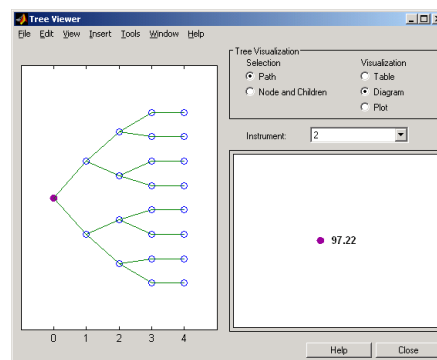 Tree Viewer
File Edit View Insert Tools Window Help
Tree Visualization
Selection
Visualization
Path
Table
Node and Children
Diagram
Plot
Instrument: 2
97.22
0 1 2 3 4
Help Close